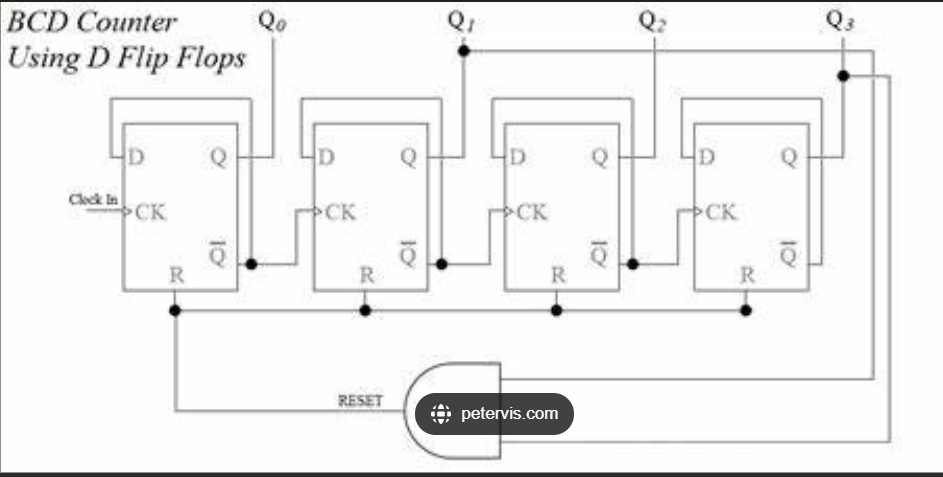 BCD Counter
Using D Flip Flops
Q0 Q1 Q2 Q3
D Q D Q D Q D Q
Clock In CK CK CK CK
Q̅ Q̅ Q̅ Q̅
R R R R
RESET
petervis.com